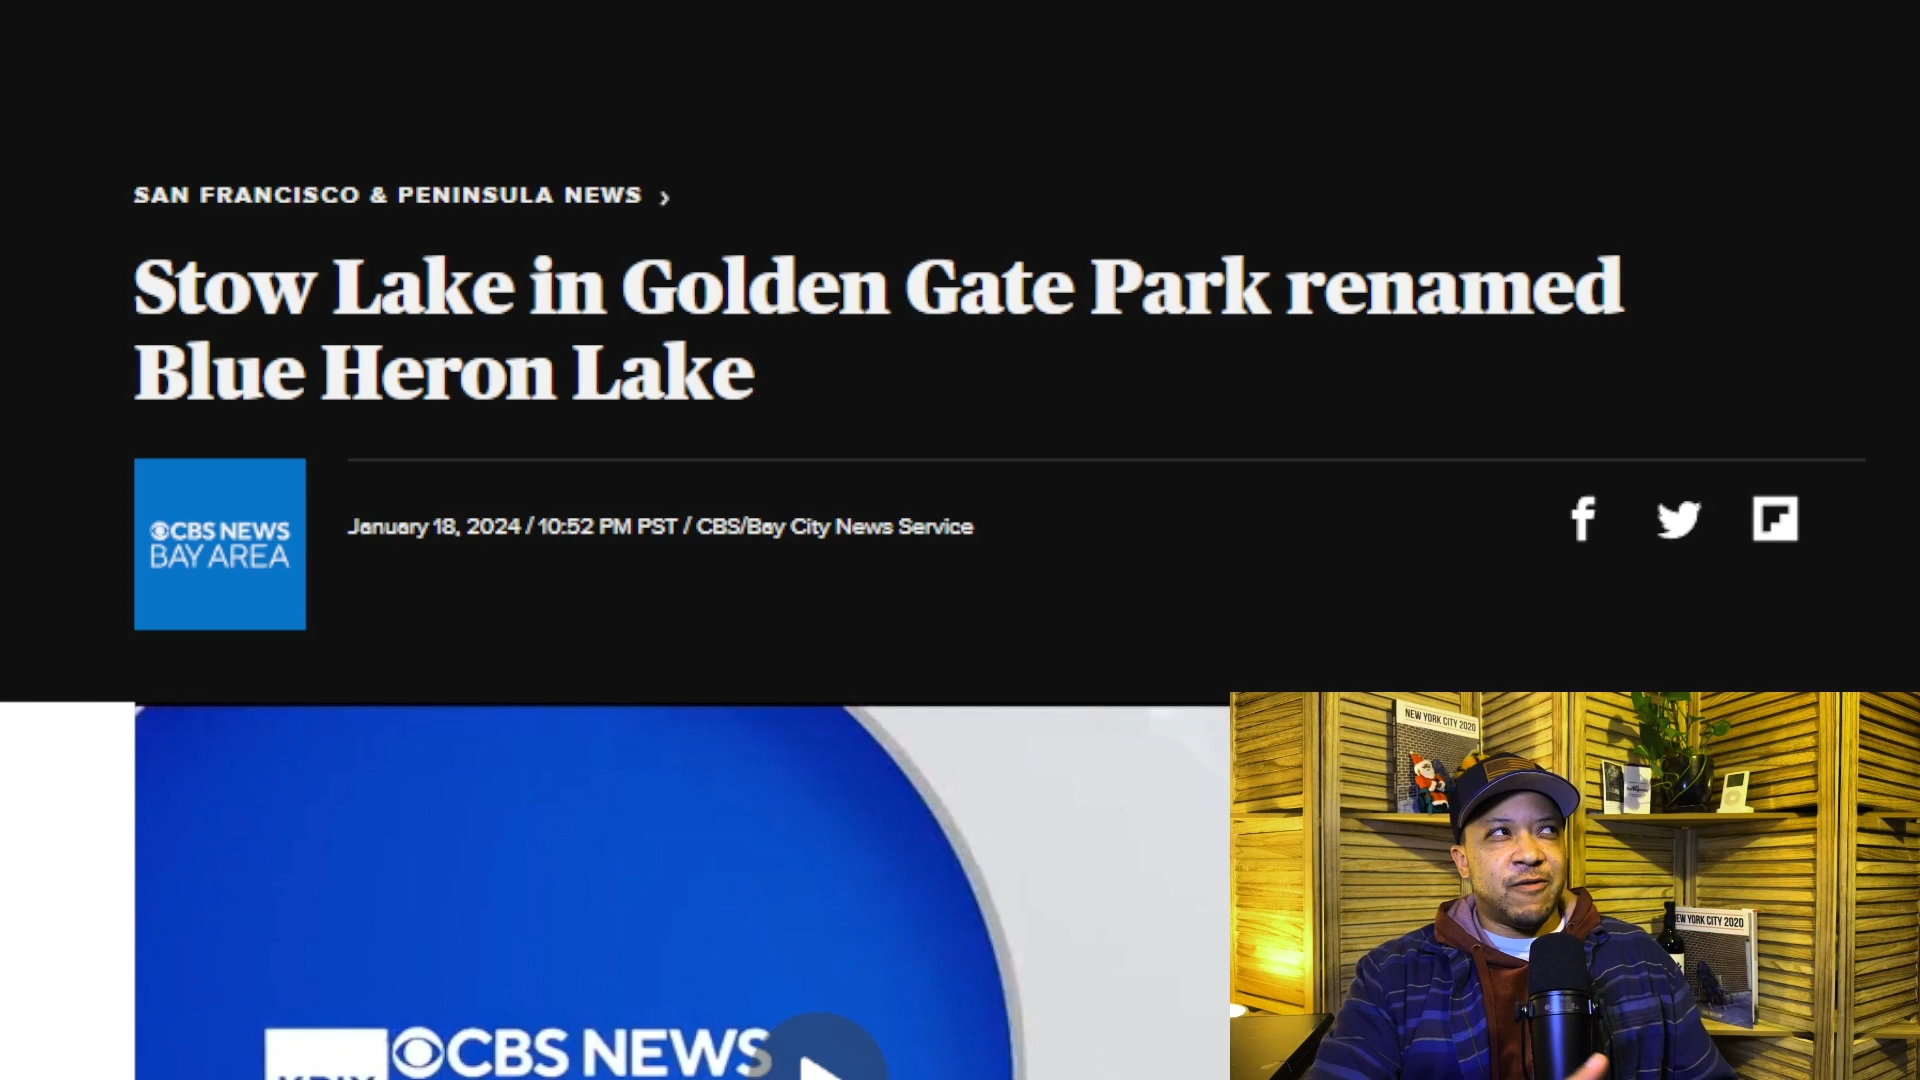 SAN FRANCISCO & PENINSULA NEWS
Stow Lake in Golden Gate Park renamed
Blue Heron Lake
CBS NEWS
BAY AREA
January 18, 2024 / 10:52 PM PST / CBS/Bay City News Service
NEW YORK CITY 2020
NEW YORK CITY 2020
CBS NEWS